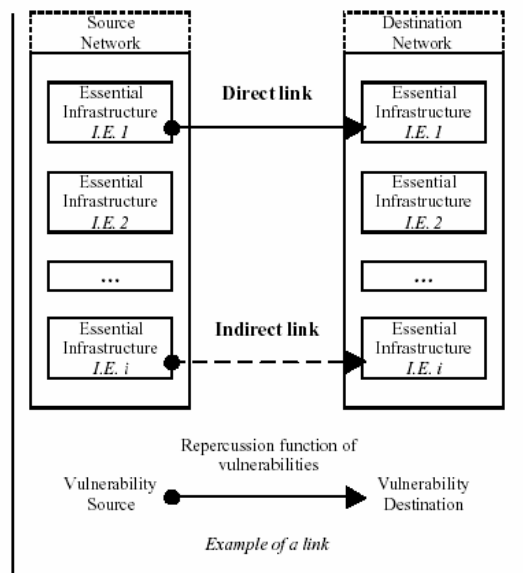 Source
Network
Essential
Infrastructure
I.E. 1
Essential
Infrastructure
I.E. 2
...
Essential
Infrastructure
I.E. i
Direct link
Indirect link
Destination
Network
Essential
Infrastructure
I.E. 1
Essential
Infrastructure
I.E. 2
...
Essential
Infrastructure
I.E. i
Repercussion function of
vulnerabilities
Vulnerability
Source
Vulnerability
Destination
Example of a link